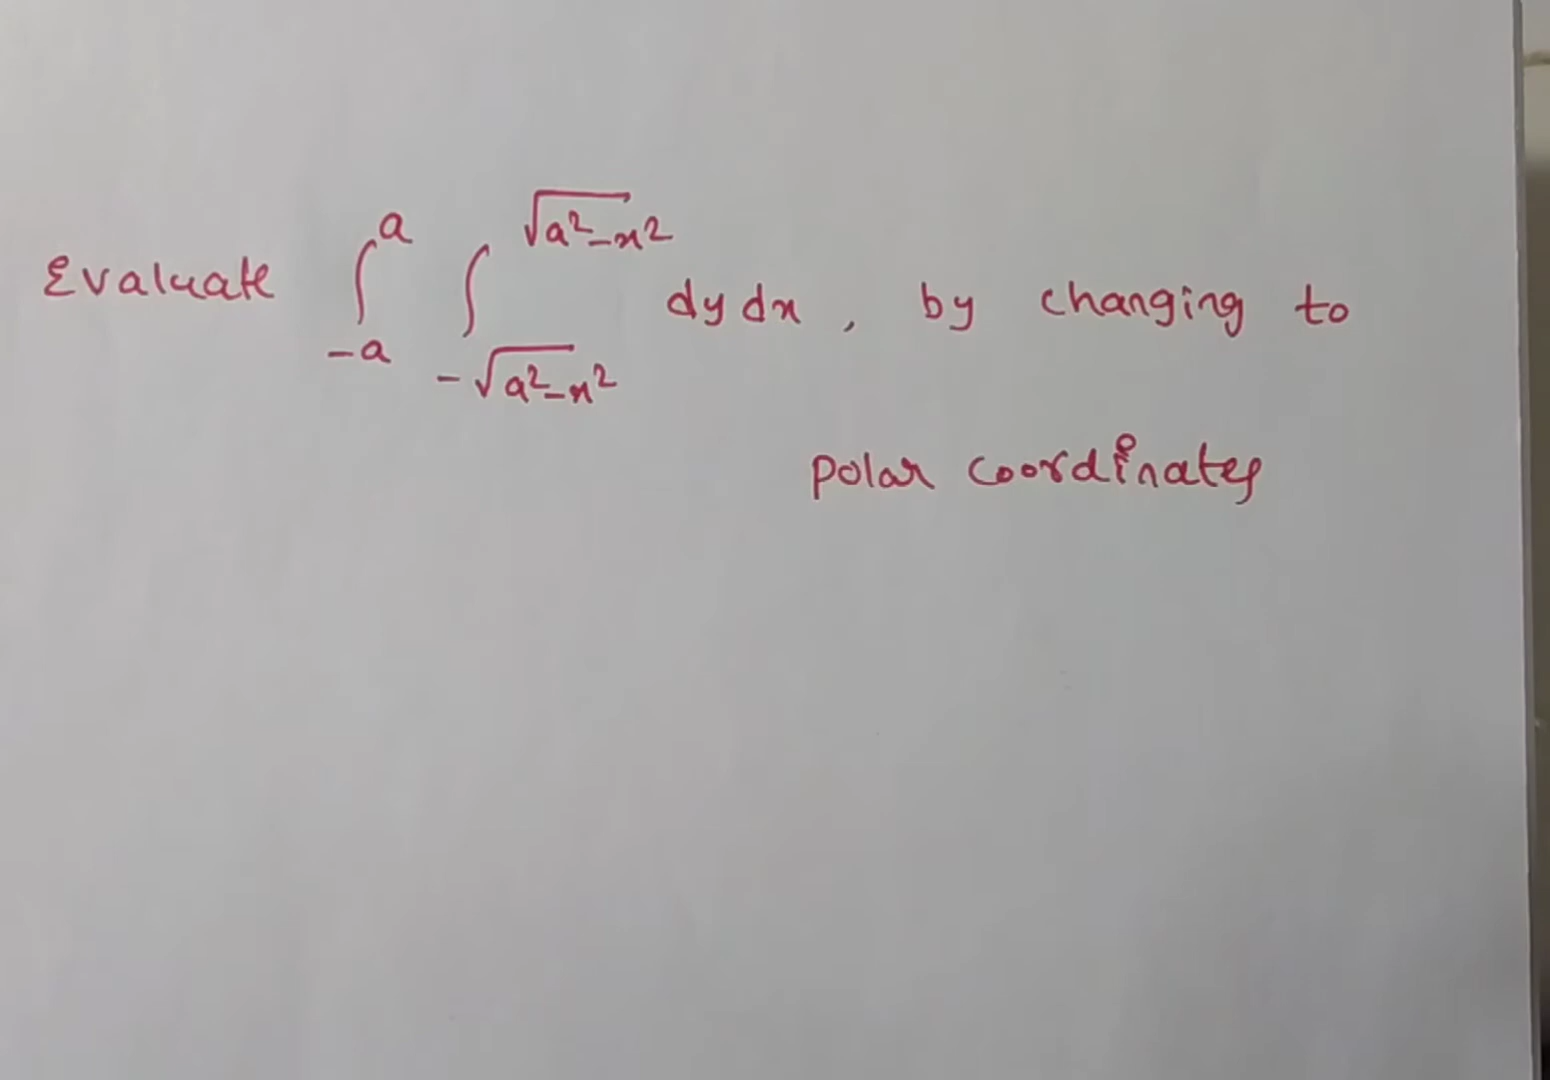 Evaluate ∫_{-a}^{a} ∫_{-√(a²-x²)}^{√(a²-x²)} dy dx , by changing to
polar coordinates